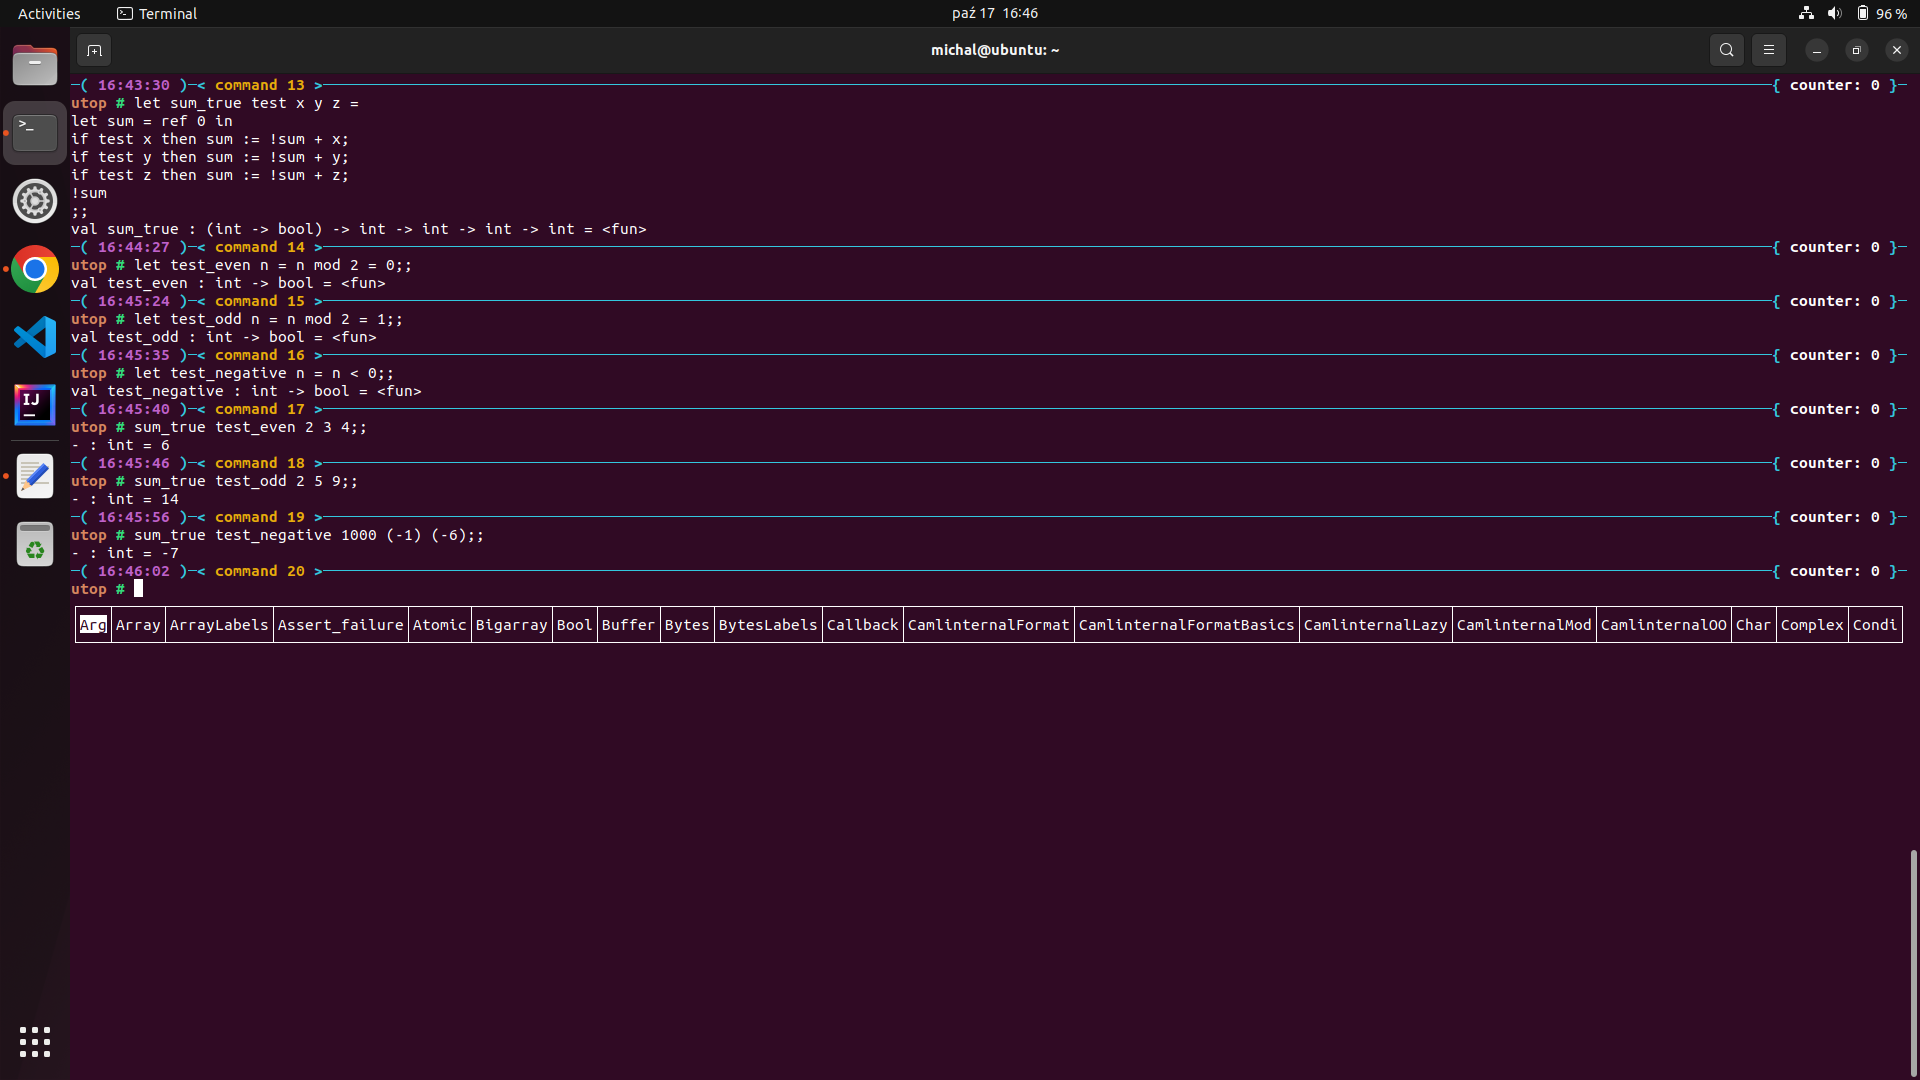 Activities
Terminal
paź 17 16:46
96 %
michal@ubuntu: ~
─( 16:43:30 )─< command 13 >─{ counter: 0 }─
utop # let sum_true test x y z =
let sum = ref 0 in
if test x then sum := !sum + x;
if test y then sum := !sum + y;
if test z then sum := !sum + z;
!sum
;;
val sum_true : (int -> bool) -> int -> int -> int -> int = <fun>
─( 16:44:27 )─< command 14 >─{ counter: 0 }─
utop # let test_even n = n mod 2 = 0;;
val test_even : int -> bool = <fun>
─( 16:45:24 )─< command 15 >─{ counter: 0 }─
utop # let test_odd n = n mod 2 = 1;;
val test_odd : int -> bool = <fun>
─( 16:45:35 )─< command 16 >─{ counter: 0 }─
utop # let test_negative n = n < 0;;
val test_negative : int -> bool = <fun>
─( 16:45:40 )─< command 17 >─{ counter: 0 }─
utop # sum_true test_even 2 3 4;;
- : int = 6
─( 16:45:46 )─< command 18 >─{ counter: 0 }─
utop # sum_true test_odd 2 5 9;;
- : int = 14
─( 16:45:56 )─< command 19 >─{ counter: 0 }─
utop # sum_true test_negative 1000 (-1) (-6);;
- : int = -7
─( 16:46:02 )─< command 20 >─{ counter: 0 }─
utop #
Arg Array ArrayLabels Assert_failure Atomic Bigarray Bool Buffer Bytes BytesLabels Callback CamlinternalFormat CamlinternalFormatBasics CamlinternalLazy CamlinternalMod CamlinternalOO Char Complex Condi
>_
IJ